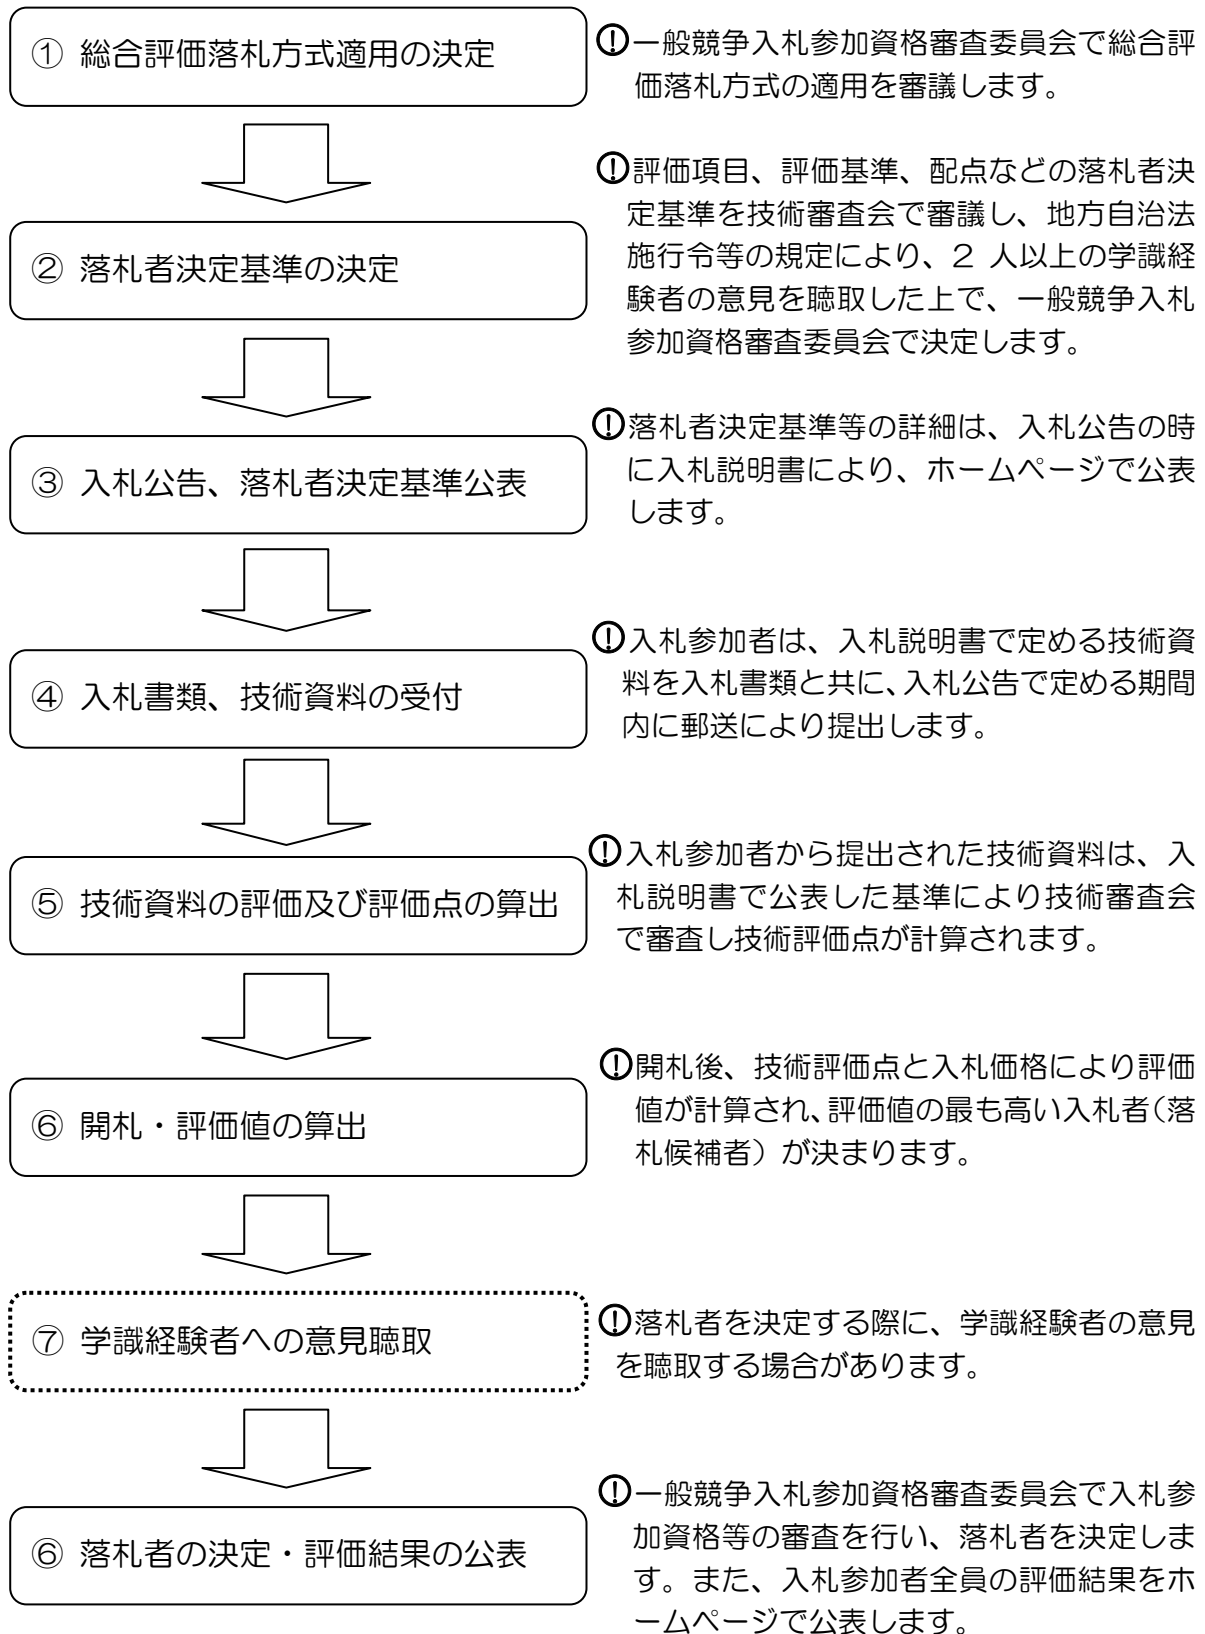 ① 総合評価落札方式適用の決定
!一般競争入札参加資格審査委員会で総合評
価落札方式の適用を審議します。
② 落札者決定基準の決定
!評価項目、評価基準、配点などの落札者決
定基準を技術審査会で審議し、地方自治法
施行令等の規定により、2 人以上の学識経
験者の意見を聴取した上で、一般競争入札
参加資格審査委員会で決定します。
③ 入札公告、落札者決定基準公表
!落札者決定基準等の詳細は、入札公告の時
に入札説明書により、ホームページで公表
します。
④ 入札書類、技術資料の受付
!入札参加者は、入札説明書で定める技術資
料を入札書類と共に、入札公告で定める期間
内に郵送により提出します。
⑤ 技術資料の評価及び評価点の算出
!入札参加者から提出された技術資料は、入
札説明書で公表した基準により技術審査会
で審査し技術評価点が計算されます。
⑥ 開札・評価値の算出
!開札後、技術評価点と入札価格により評価
値が計算され、評価値の最も高い入札者(落
札候補者)が決まります。
⑦ 学識経験者への意見聴取
!落札者を決定する際に、学識経験者の意見
を聴取する場合があります。
⑥ 落札者の決定・評価結果の公表
!一般競争入札参加資格審査委員会で入札参
加資格等の審査を行い、落札者を決定しま
す。また、入札参加者全員の評価結果をホ
ームページで公表します。